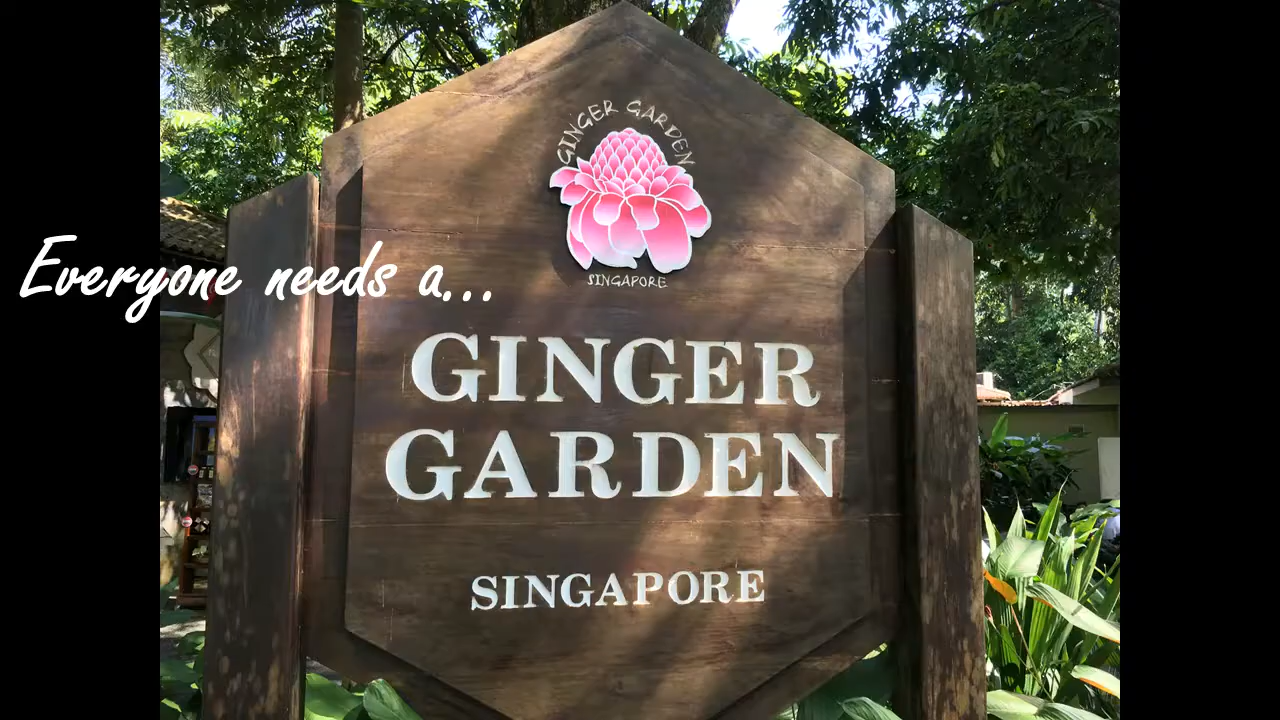 GINGER GARDEN
SINGAPORE
Everyone needs a...
GINGER
GARDEN
SINGAPORE